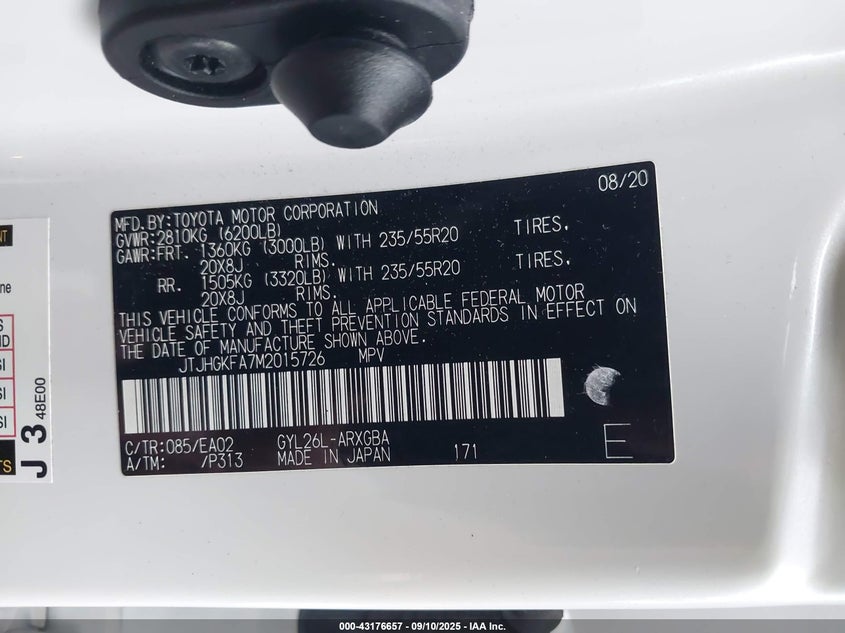 08/20
MFD.BY:TOYOTA MOTOR CORPORATION
GVWR:2810KG (6200LB)
GAWR:FRT. 1360KG (3000LB) WITH 235/55R20 TIRES.
20X8J RIMS.
RR. 1505KG (3320LB) WITH 235/55R20 TIRES.
20X8J RIMS.
THIS VEHICLE CONFORMS TO ALL APPLICABLE FEDERAL MOTOR
VEHICLE SAFETY AND THEFT PREVENTION STANDARDS IN EFFECT ON
THE DATE OF MANUFACTURE SHOWN ABOVE.
JTJHGKFA7M2015726 MPV
C/TR:085/EA02 GYL26L-ARXGBA
A/TM: /P313 MADE IN JAPAN 171 E
J 3 48E00
000-43176657 - 09/10/2025 - IAA Inc.